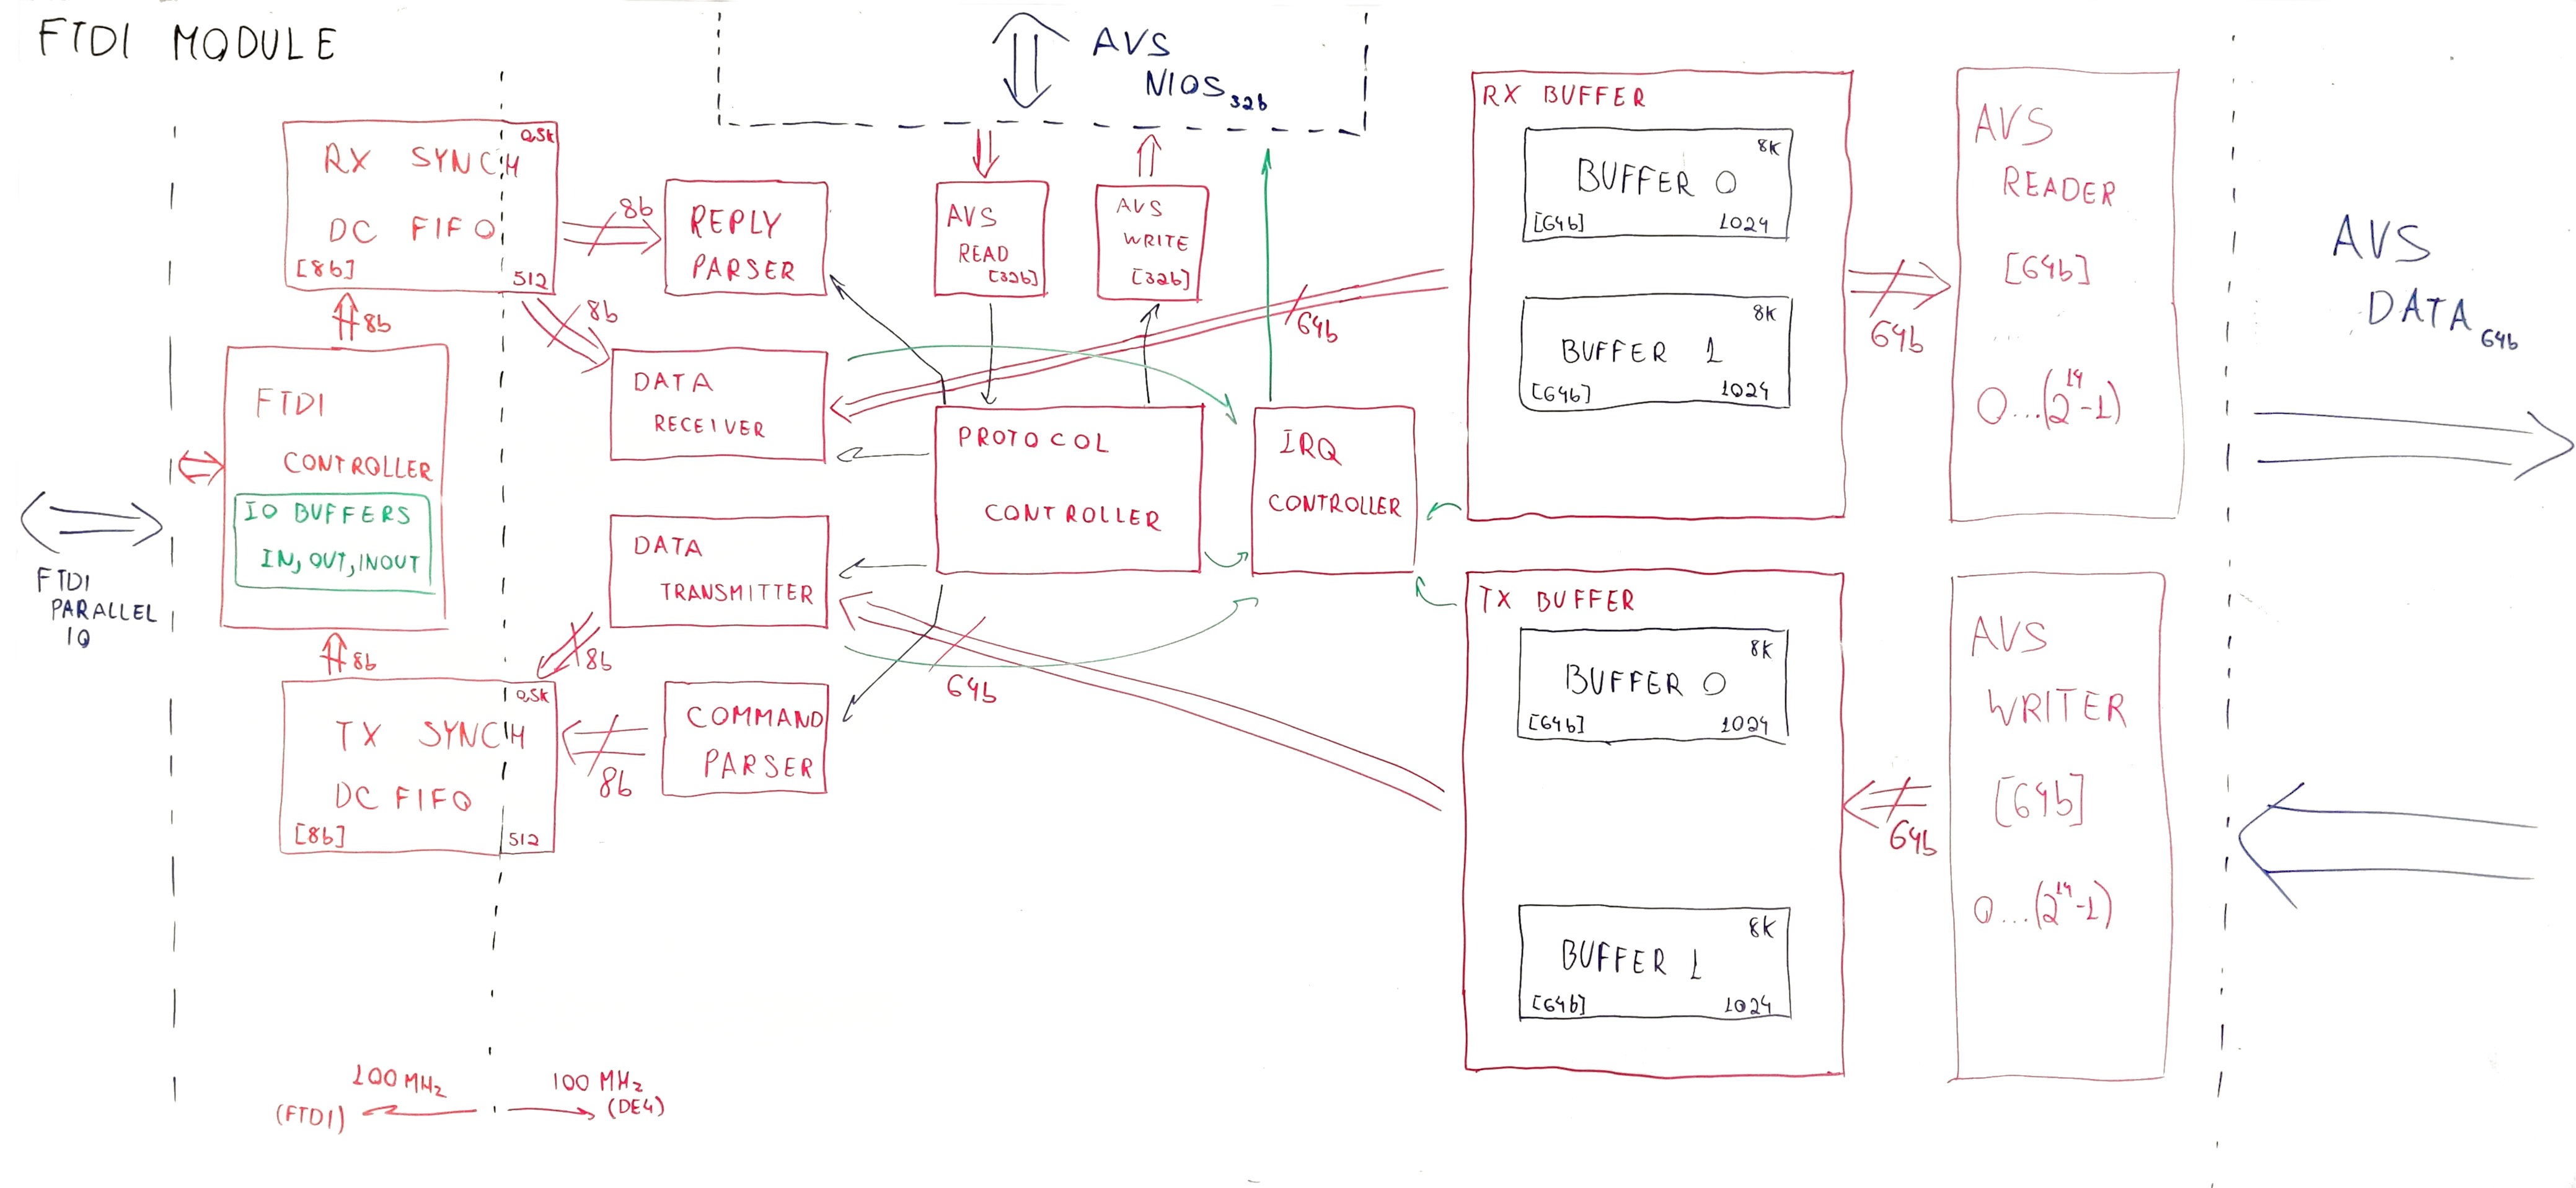 FTDI MODULE
AVS
NIOS 32b
RX SYNCH
DC FIFO
[8b]
0,5K
512
8b
REPLY
PARSER
8b
8b
AVS
READ
[32b]
AVS
WRITE
[32b]
64b
FTDI
CONTROLLER
IO BUFFERS
IN, OUT, INOUT
FTDI
PARALLEL
IO
DATA
RECEIVER
PROTOCOL
CONTROLLER
IRQ
CONTROLLER
DATA
TRANSMITTER
8b
8b
64b
TX SYNCH
DC FIFO
[8b]
0,5K
512
8b
COMMAND
PARSER
100 MHz
(FTDI)
100 MHz
(DE4)
RX BUFFER
8K
BUFFER 0
[64b] 1024
8K
BUFFER 1
[64b] 1024
64b
AVS
READER
[64b]
0...(2^14-1)
AVS
DATA 64b
TX BUFFER
8K
BUFFER 0
[64b] 1024
8K
BUFFER 1
[64b] 1024
64b
AVS
WRITER
[64b]
0...(2^14-1)